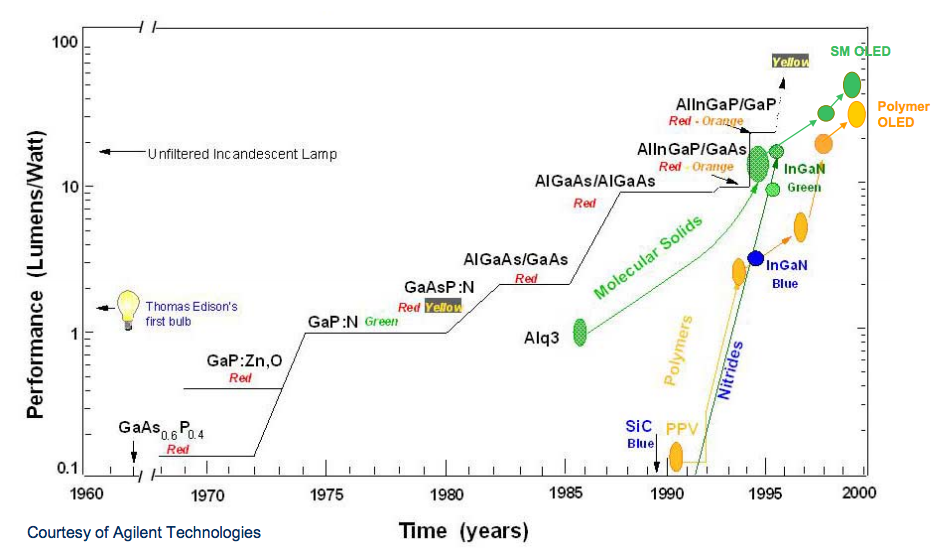 100
10
1
0.1
Performance (Lumens/Watt)
1960
1970
1975
1980
1985
1990
1995
2000
Time (years)
Courtesy of Agilent Technologies
Unfiltered Incandescent Lamp
Thomas Edison's
first bulb
GaAs0.6P0.4
Red
GaP:Zn,O
Red
GaP:N Green
GaAsP:N
Red Yellow
AlGaAs/GaAs
Red
AlGaAs/AlGaAs
Red
AlInGaP/GaAs
Red - Orange
AlInGaP/GaP
Red - Orange
Yellow
SM OLED
Polymer
OLED
InGaN
Green
InGaN
Blue
Molecular Solids
Alq3
Polymers
Nitrides
SiC
Blue
PPV